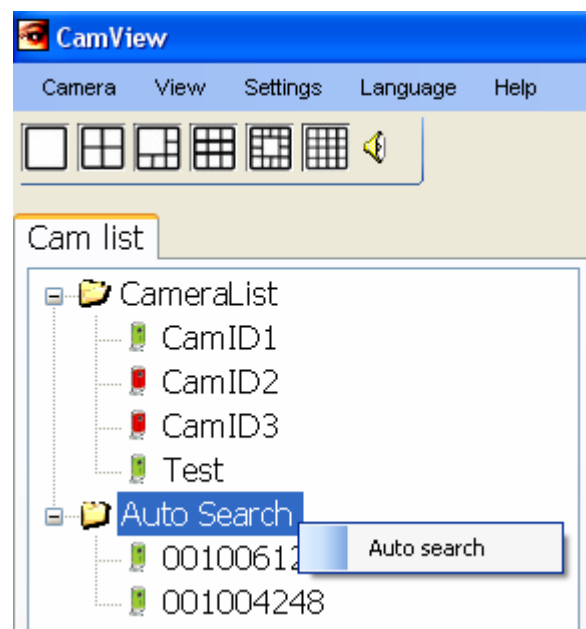 CamView
Camera View Settings Language Help
Cam list
CameraList
CamID1
CamID2
CamID3
Test
Auto Search
Auto search
001004248